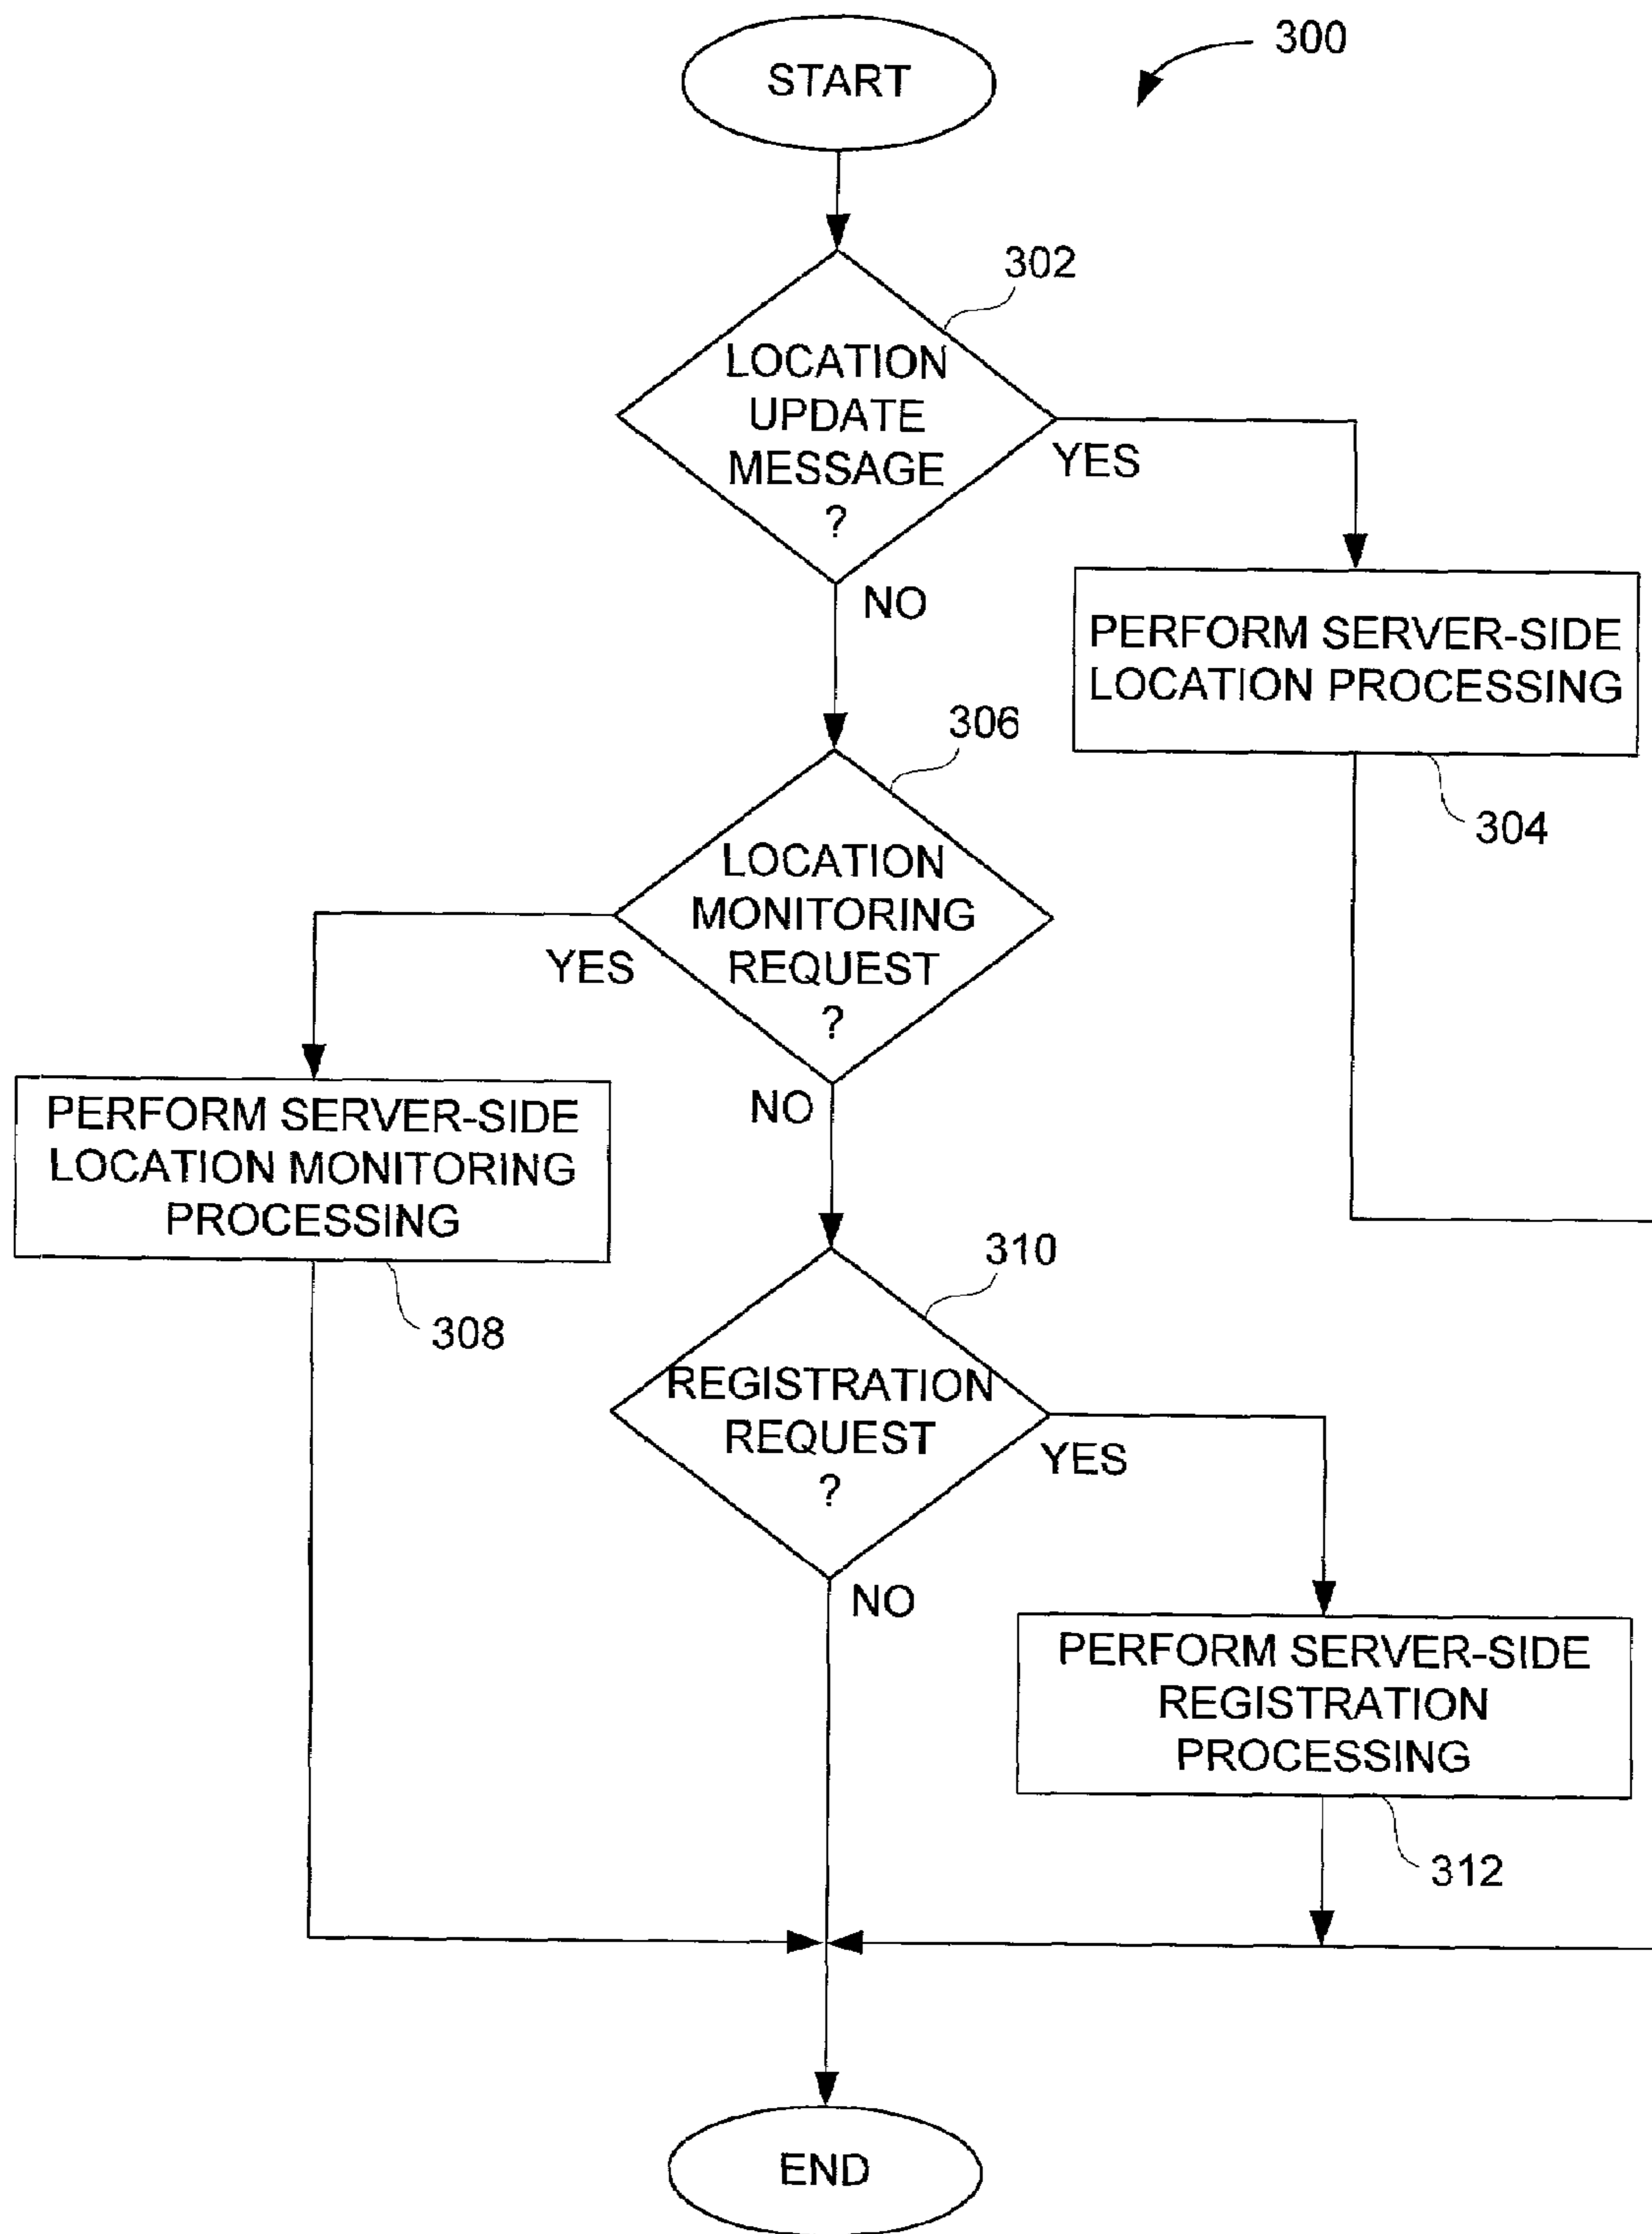 START
300
302
LOCATION
UPDATE
MESSAGE
?
YES
NO
PERFORM SERVER-SIDE
LOCATION PROCESSING
304
306
LOCATION
MONITORING
REQUEST
?
YES
NO
PERFORM SERVER-SIDE
LOCATION MONITORING
PROCESSING
308
310
REGISTRATION
REQUEST
?
YES
NO
PERFORM SERVER-SIDE
REGISTRATION
PROCESSING
312
END